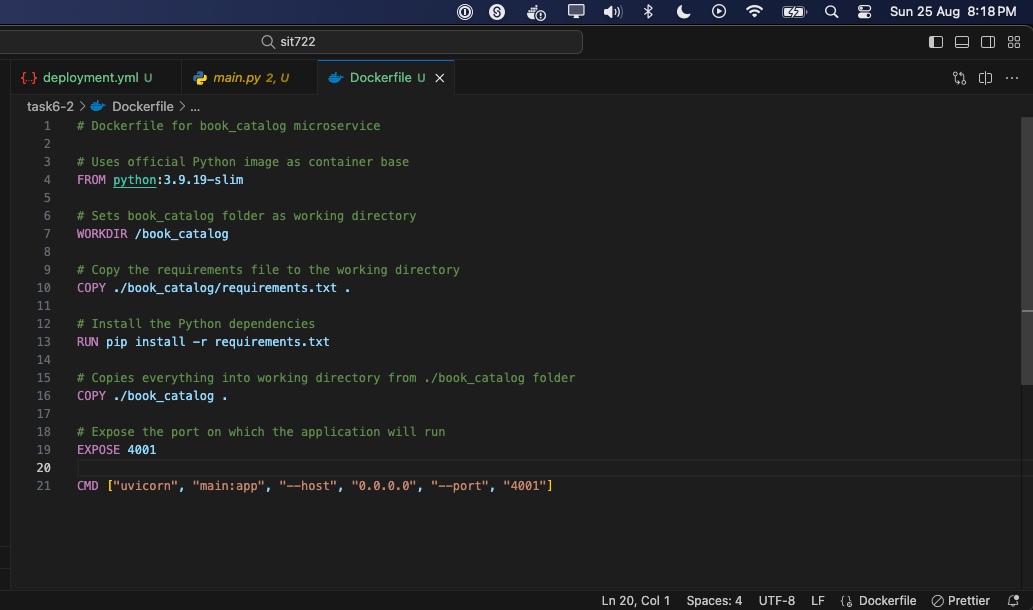 Sun 25 Aug 8:18 PM
sit722
{..} deployment.yml U
main.py 2, U
Dockerfile U
task6-2 > Dockerfile > ...
1 # Dockerfile for book_catalog microservice
2
3 # Uses official Python image as container base
4 FROM python:3.9.19-slim
5
6 # Sets book_catalog folder as working directory
7 WORKDIR /book_catalog
8
9 # Copy the requirements file to the working directory
10 COPY ./book_catalog/requirements.txt .
11
12 # Install the Python dependencies
13 RUN pip install -r requirements.txt
14
15 # Copies everything into working directory from ./book_catalog folder
16 COPY ./book_catalog .
17
18 # Expose the port on which the application will run
19 EXPOSE 4001
20
21 CMD ["uvicorn", "main:app", "--host", "0.0.0.0", "--port", "4001"]
Ln 20, Col 1 Spaces: 4 UTF-8 LF Dockerfile Prettier